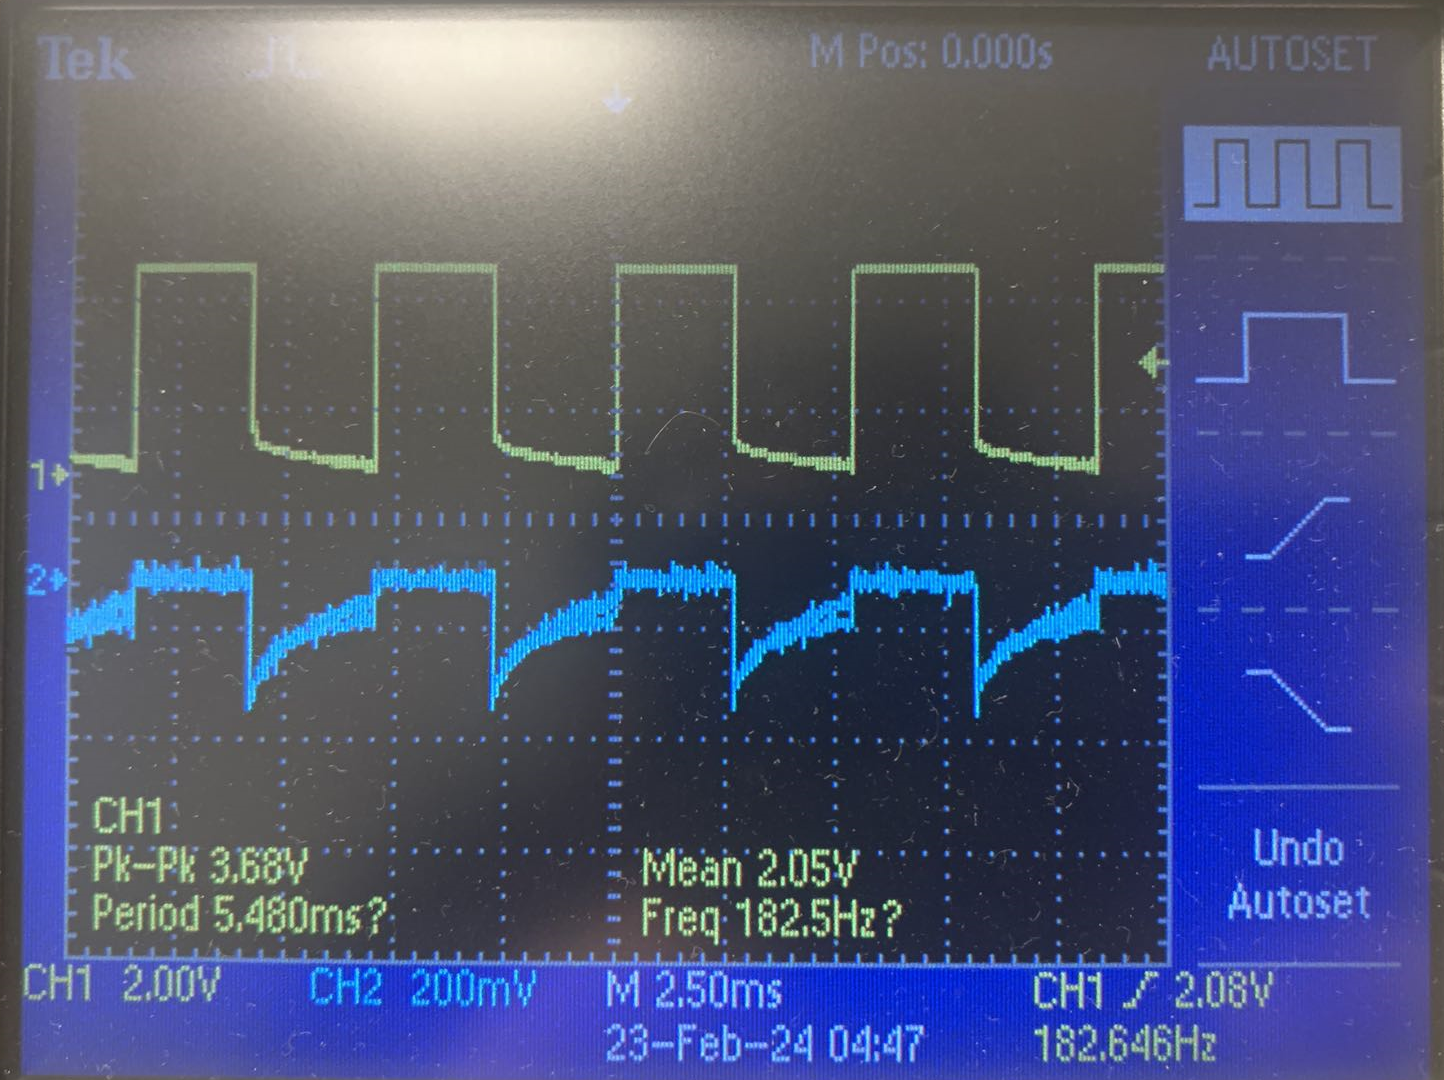 Tek
M Pos: 0.000s
AUTOSET
1
2
CH1
Pk-Pk 3.68V
Mean 2.05V
Period 5.480ms?
Freq 182.5Hz?
Undo
Autoset
CH1 2.00V
CH2 200mV
M 2.50ms
CH1 2.08V
23-Feb-24 04:47
182.646Hz